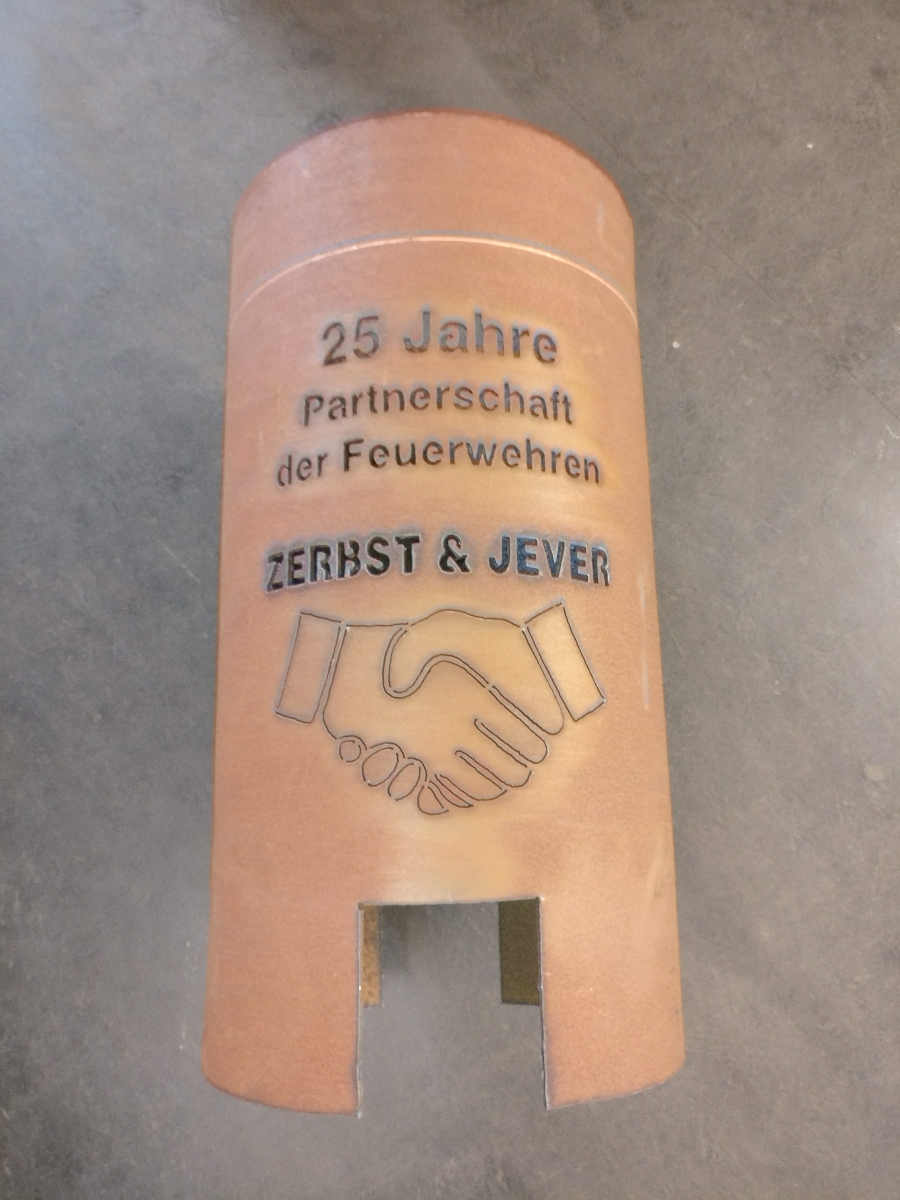 25 Jahre
Partnerschaft
der Feuerwehren
ZERBST & JEVER